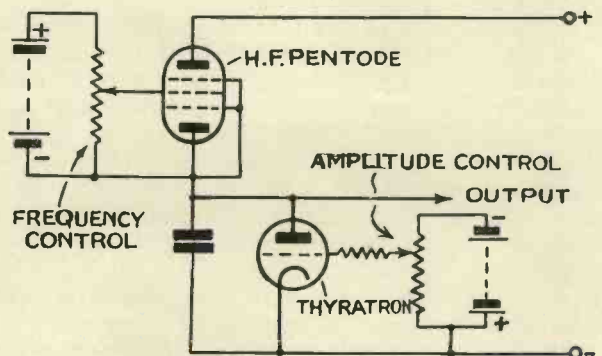 +
+
H.F. PENTODE
-
AMPLITUDE CONTROL
OUTPUT
FREQUENCY
CONTROL
-
THYRATRON
+
-